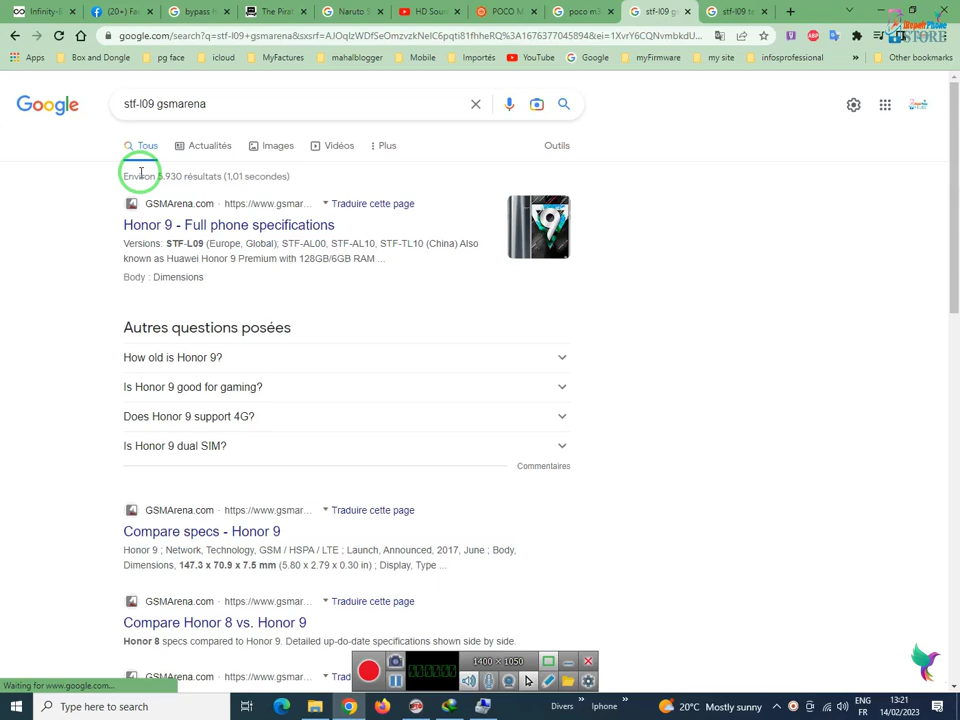 Infinity-E
(20+) Fac
bypass h
The Pirat
Naruto S
HD Sourc
POCO M
poco m3
stf-l09 gs
stf-l09 te
google.com/search?q=stf-l09+gsmarena&sxsrf=
Apps
Box and Dongle
pg face
icloud
MyFactures
mahalblogger
Mobile
Importés
YouTube
Google
myFirmware
my site
infosprofessional
»
Other bookmarks
Google
stf-l09 gsmarena
Tous
Actualités
Images
Vidéos
Plus
Outils
Environ 5.930 résultats (1,01 secondes)
GSMArena.com · https://www.gsmar... Traduire cette page
Honor 9 - Full phone specifications
Versions: STF-L09 (Europe, Global); STF-AL00, STF-AL10, STF-TL10 (China) Also
known as Huawei Honor 9 Premium with 128GB/6GB RAM ...
Body : Dimensions
Autres questions posées
How old is Honor 9?
Is Honor 9 good for gaming?
Does Honor 9 support 4G?
Is Honor 9 dual SIM?
Commentaires
GSMArena.com · https://www.gsmar... Traduire cette page
Compare specs - Honor 9
Honor 9 ; Network, Technology, GSM / HSPA / LTE ; Launch, Announced, 2017, June ; Body,
Dimensions, 147.3 x 70.9 x 7.5 mm (5.80 x 2.79 x 0.30 in) ; Display, Type ...
GSMArena.com · https://www.gsmar... Traduire cette page
Compare Honor 8 vs. Honor 9
Honor 8 specs compared to Honor 9. Detailed up-do-date specifications shown side by side.
GSMArena.com · https://www.gsmar... Traduire cette page
1400 × 1050
Waiting for www.google.com...
Type here to search
Divers
Iphone
20°C Mostly sunny
ENG
FR
13:21
14/02/2023